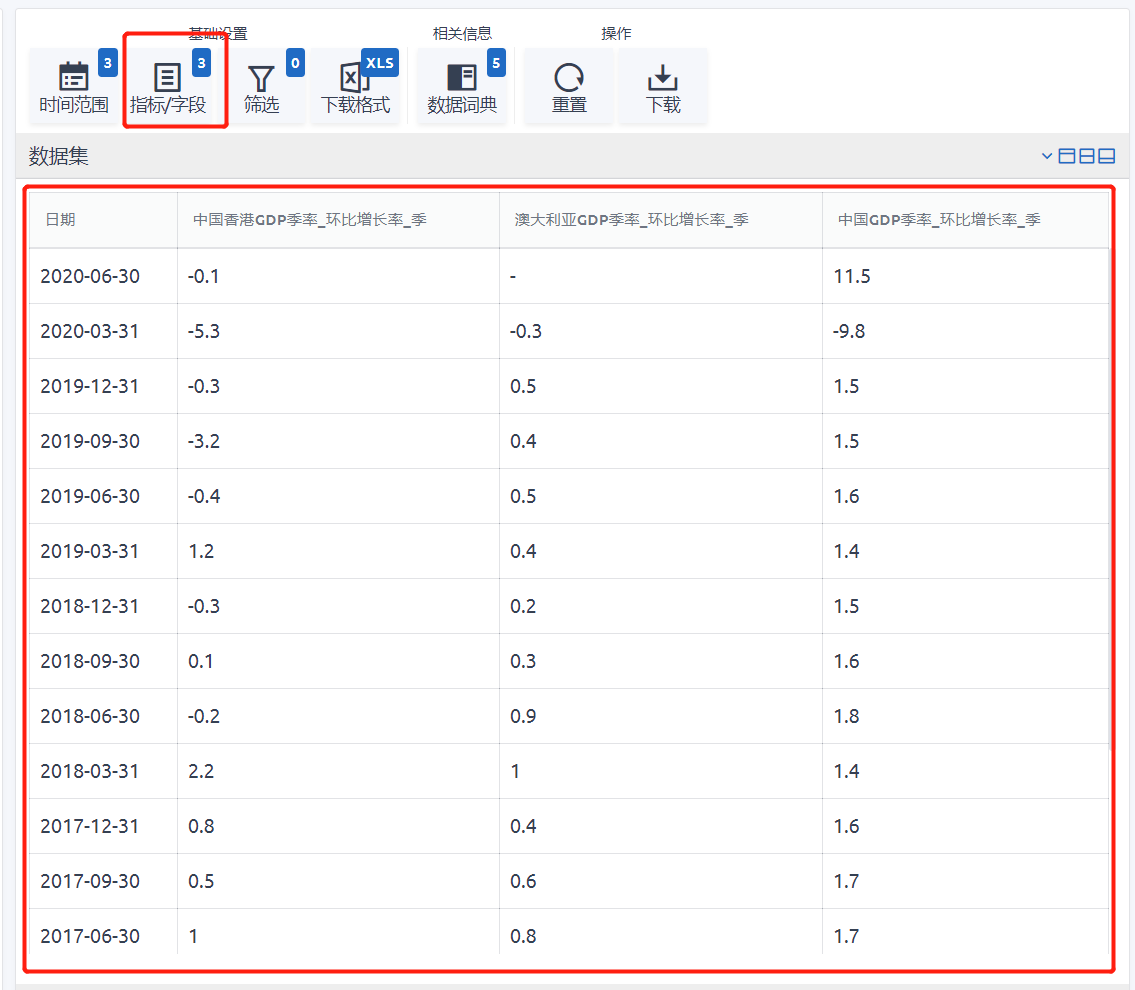 基础设置 相关信息 操作
3 3 0 XLS 5
时间范围 指标/字段 筛选 下载格式 数据词典 重置 下载
数据集
日期 中国香港GDP季率_环比增长率_季 澳大利亚GDP季率_环比增长率_季 中国GDP季率_环比增长率_季
2020-06-30 -0.1 - 11.5
2020-03-31 -5.3 -0.3 -9.8
2019-12-31 -0.3 0.5 1.5
2019-09-30 -3.2 0.4 1.5
2019-06-30 -0.4 0.5 1.6
2019-03-31 1.2 0.4 1.4
2018-12-31 -0.3 0.2 1.5
2018-09-30 0.1 0.3 1.6
2018-06-30 -0.2 0.9 1.8
2018-03-31 2.2 1 1.4
2017-12-31 0.8 0.4 1.6
2017-09-30 0.5 0.6 1.7
2017-06-30 1 0.8 1.7